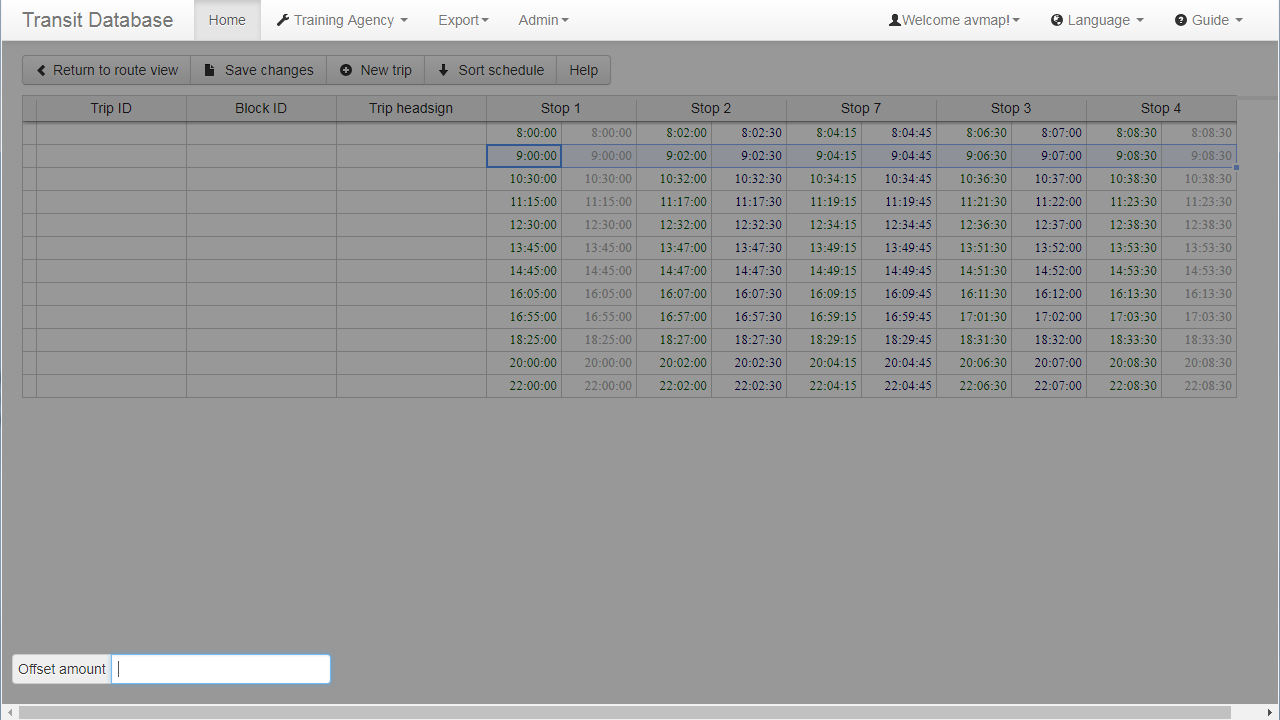 Transit Database Home Training Agency Export Admin Welcome avmap! Language Guide
Return to route view Save changes New trip Sort schedule Help
Trip ID Block ID Trip headsign Stop 1 Stop 2 Stop 7 Stop 3 Stop 4
8:00:00 8:00:00 8:02:00 8:02:30 8:04:15 8:04:45 8:06:30 8:07:00 8:08:30 8:08:30
9:00:00 9:00:00 9:02:00 9:02:30 9:04:15 9:04:45 9:06:30 9:07:00 9:08:30 9:08:30
10:30:00 10:30:00 10:32:00 10:32:30 10:34:15 10:34:45 10:36:30 10:37:00 10:38:30 10:38:30
11:15:00 11:15:00 11:17:00 11:17:30 11:19:15 11:19:45 11:21:30 11:22:00 11:23:30 11:23:30
12:30:00 12:30:00 12:32:00 12:32:30 12:34:15 12:34:45 12:36:30 12:37:00 12:38:30 12:38:30
13:45:00 13:45:00 13:47:00 13:47:30 13:49:15 13:49:45 13:51:30 13:52:00 13:53:30 13:53:30
14:45:00 14:45:00 14:47:00 14:47:30 14:49:15 14:49:45 14:51:30 14:52:00 14:53:30 14:53:30
16:05:00 16:05:00 16:07:00 16:07:30 16:09:15 16:09:45 16:11:30 16:12:00 16:13:30 16:13:30
16:55:00 16:55:00 16:57:00 16:57:30 16:59:15 16:59:45 17:01:30 17:02:00 17:03:30 17:03:30
18:25:00 18:25:00 18:27:00 18:27:30 18:29:15 18:29:45 18:31:30 18:32:00 18:33:30 18:33:30
20:00:00 20:00:00 20:02:00 20:02:30 20:04:15 20:04:45 20:06:30 20:07:00 20:08:30 20:08:30
22:00:00 22:00:00 22:02:00 22:02:30 22:04:15 22:04:45 22:06:30 22:07:00 22:08:30 22:08:30
Offset amount